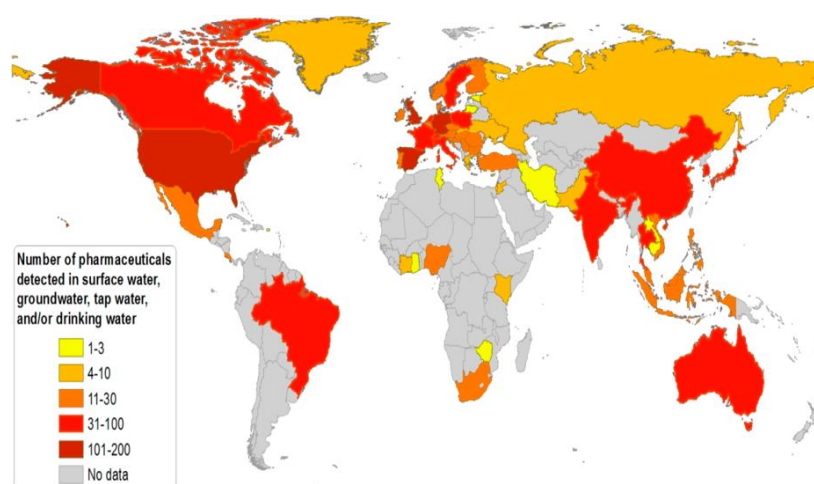 Number of pharmaceuticals
detected in surface water,
groundwater, tap water,
and/or drinking water
1-3
4-10
11-30
31-100
101-200
No data